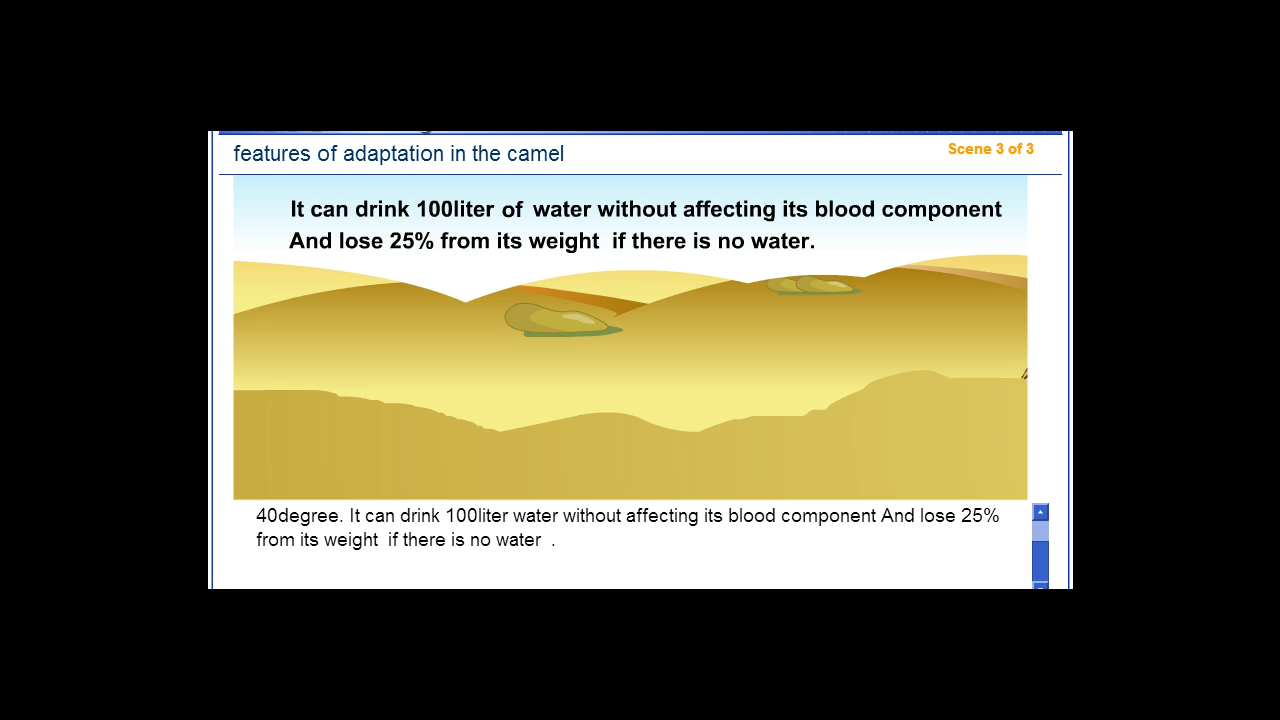 features of adaptation in the camel
Scene 3 of 3
It can drink 100liter of water without affecting its blood component
And lose 25% from its weight if there is no water.
40degree. It can drink 100liter water without affecting its blood component And lose 25%
from its weight if there is no water .